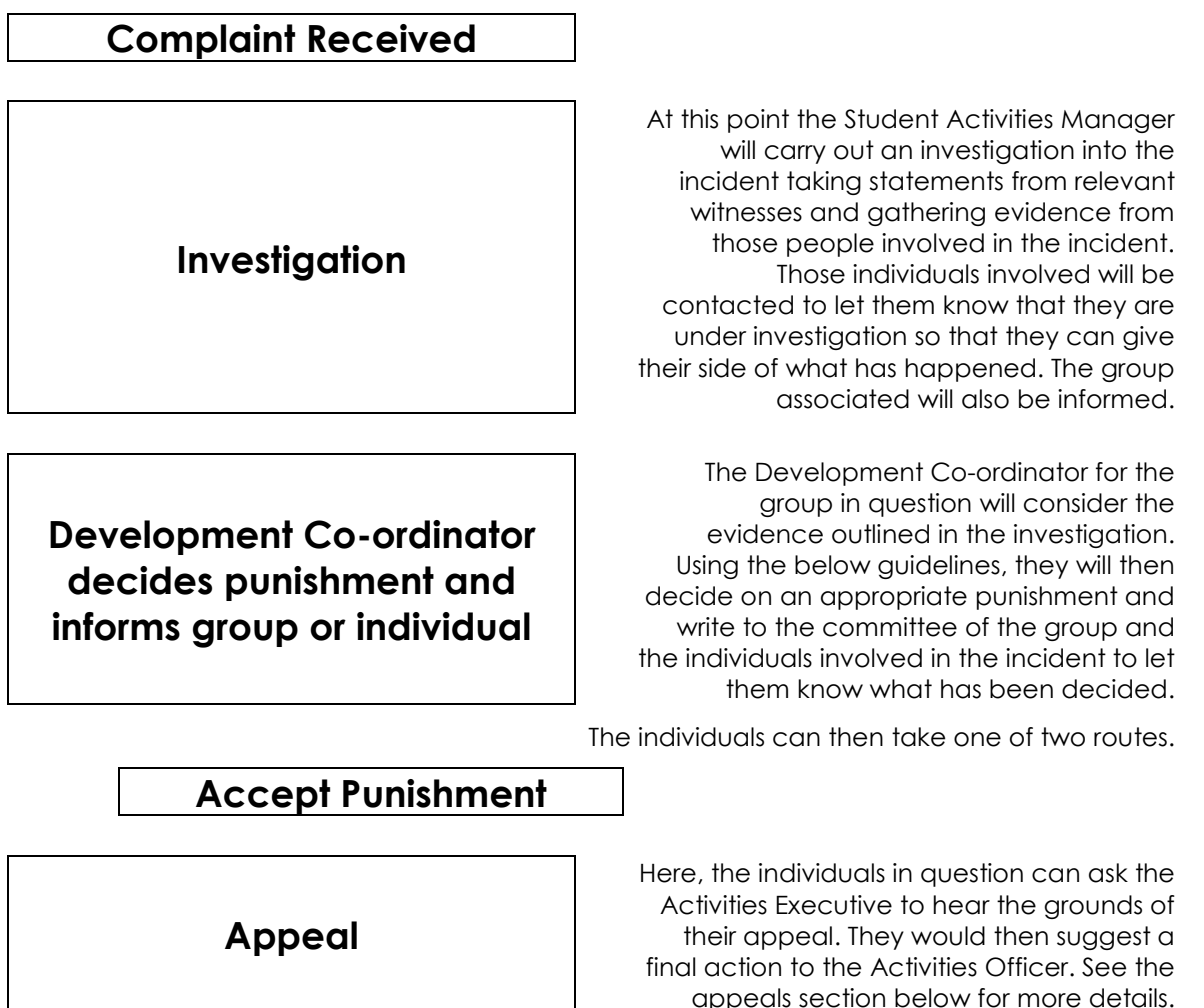 Complaint Received
Investigation
At this point the Student Activities Manager
will carry out an investigation into the
incident taking statements from relevant
witnesses and gathering evidence from
those people involved in the incident.
Those individuals involved will be
contacted to let them know that they are
under investigation so that they can give
their side of what has happened. The group
associated will also be informed.
Development Co-ordinator
decides punishment and
informs group or individual
The Development Co-ordinator for the
group in question will consider the
evidence outlined in the investigation.
Using the below guidelines, they will then
decide on an appropriate punishment and
write to the committee of the group and
the individuals involved in the incident to let
them know what has been decided.
The individuals can then take one of two routes.
Accept Punishment
Appeal
Here, the individuals in question can ask the
Activities Executive to hear the grounds of
their appeal. They would then suggest a
final action to the Activities Officer. See the
appeals section below for more details.